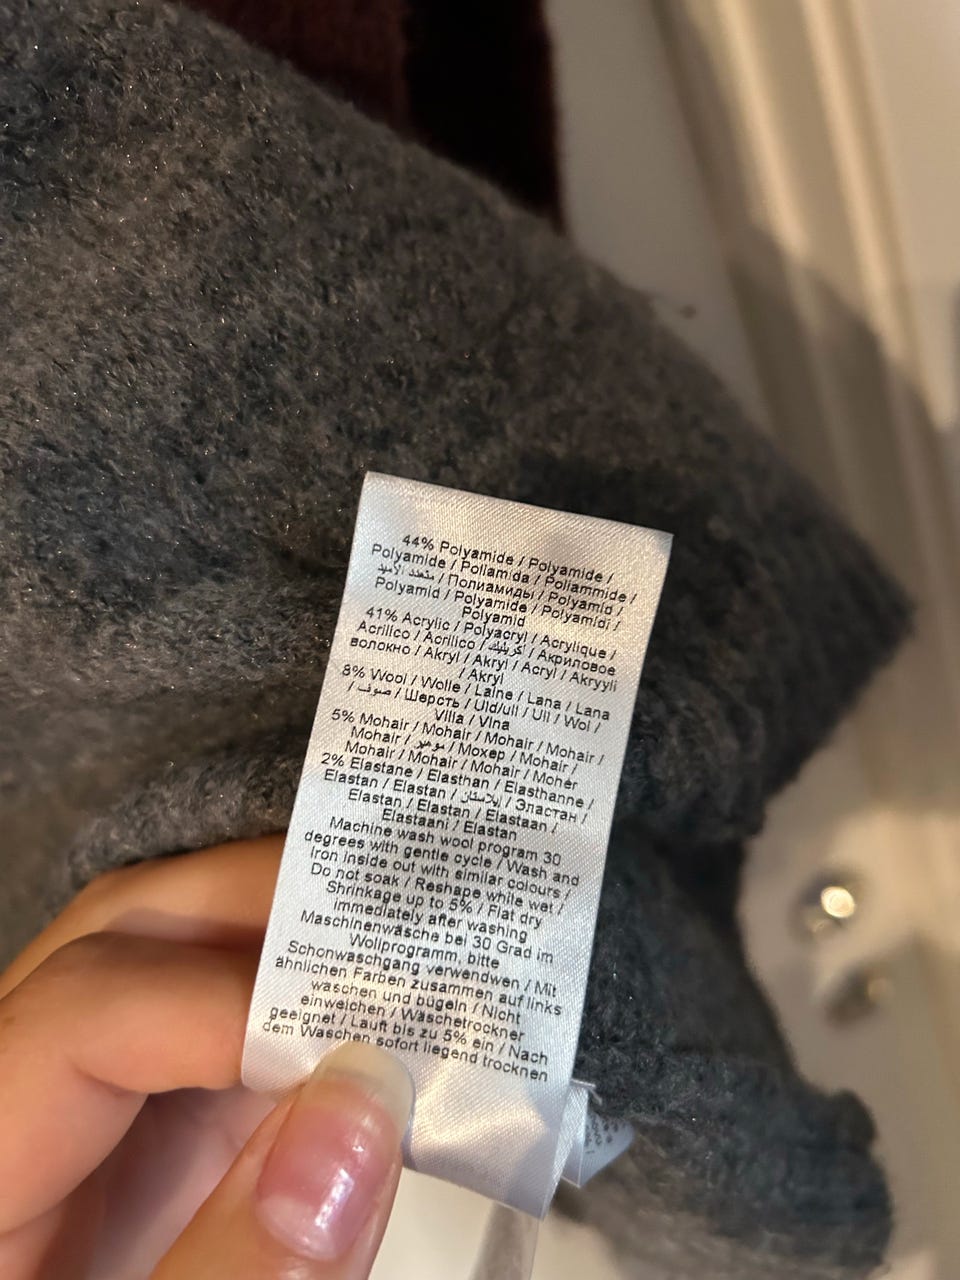 44% Polyamide / Polyamide /
Polyamide / Poliamida / Poliammide /
متعدد الأميد / Полиамиды / Polyamid /
Polyamid / Polyamide / Polyamidi /
Polyamid
41% Acrylic / Polyacryl / Acrylique /
Acrilico / Acrilico / أكريليك / Акриловое
волокно / Akryl / Akryl / Acryl / Akryyli
/ Akryl
8% Wool / Wolle / Laine / Lana / Lana
/ صوف / Шерсть / Uld/ull / Ull / Wol /
Villa / Vlna
5% Mohair / Mohair / Mohair / Mohair /
Mohair / موهير / Мохер / Mohair /
Mohair / Mohair / Mohair / Moher
2% Elastane / Elasthan / Elasthanne /
Elastan / Elastan / إيلاستان / Эластан /
Elastan / Elastan / Elastaan /
Elastaani / Elastan
Machine wash wool program 30
degrees with gentle cycle / Wash and
Iron inside out with similar colours /
Do not soak / Reshape while wet /
Shrinkage up to 5% / Flat dry
immediately after washing
Maschinenwäsche bei 30 Grad im
Wollprogramm, bitte
Schonwaschgang verwendwen / Mit
ähnlichen Farben zusammen auf links
waschen und bügeln / Nicht
einweichen / Wäschetrockner
geeignet / Läuft bis zu 5% ein / Nach
dem Waschen sofort liegend trocknen